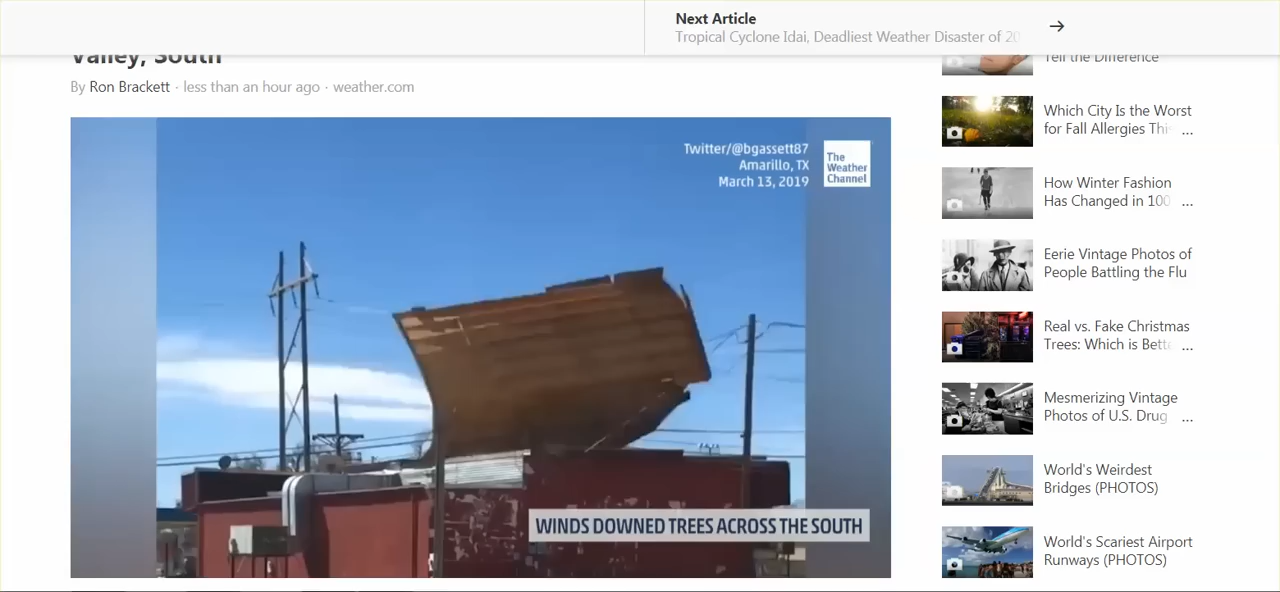 Next Article
Tropical Cyclone Idai, Deadliest Weather Disaster of 20
Valley, South
By Ron Brackett · less than an hour ago · weather.com
Twitter/@bgassett87
Amarillo, TX
March 13, 2019
The
Weather
Channel
WINDS DOWNED TREES ACROSS THE SOUTH
Tell the Difference
Which City Is the Worst
for Fall Allergies This ...
How Winter Fashion
Has Changed in 100 ...
Eerie Vintage Photos of
People Battling the Flu
Real vs. Fake Christmas
Trees: Which is Bette ...
Mesmerizing Vintage
Photos of U.S. Drug ...
World's Weirdest
Bridges (PHOTOS)
World's Scariest Airport
Runways (PHOTOS)